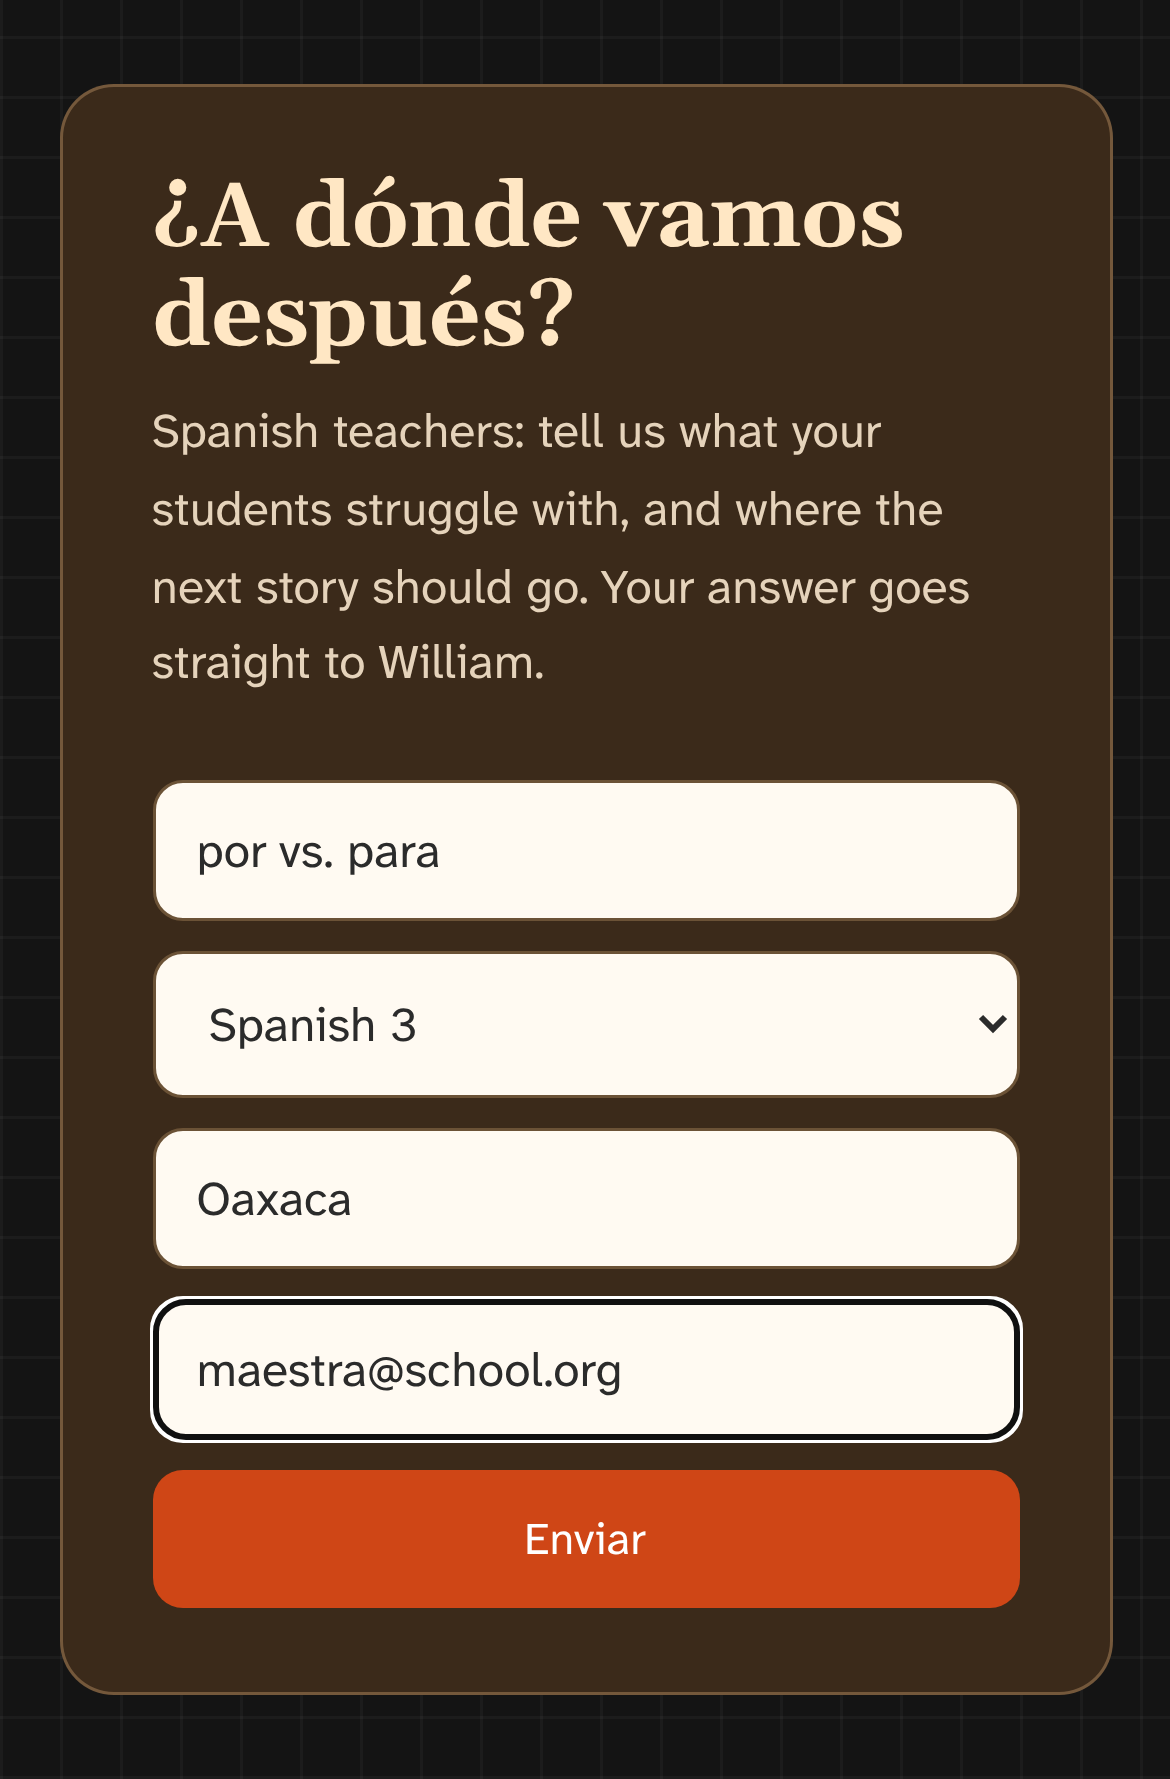 ¿A dónde vamos
después?
Spanish teachers: tell us what your
students struggle with, and where the
next story should go. Your answer goes
straight to William.
por vs. para
Spanish 3
Oaxaca
maestra@school.org
Enviar